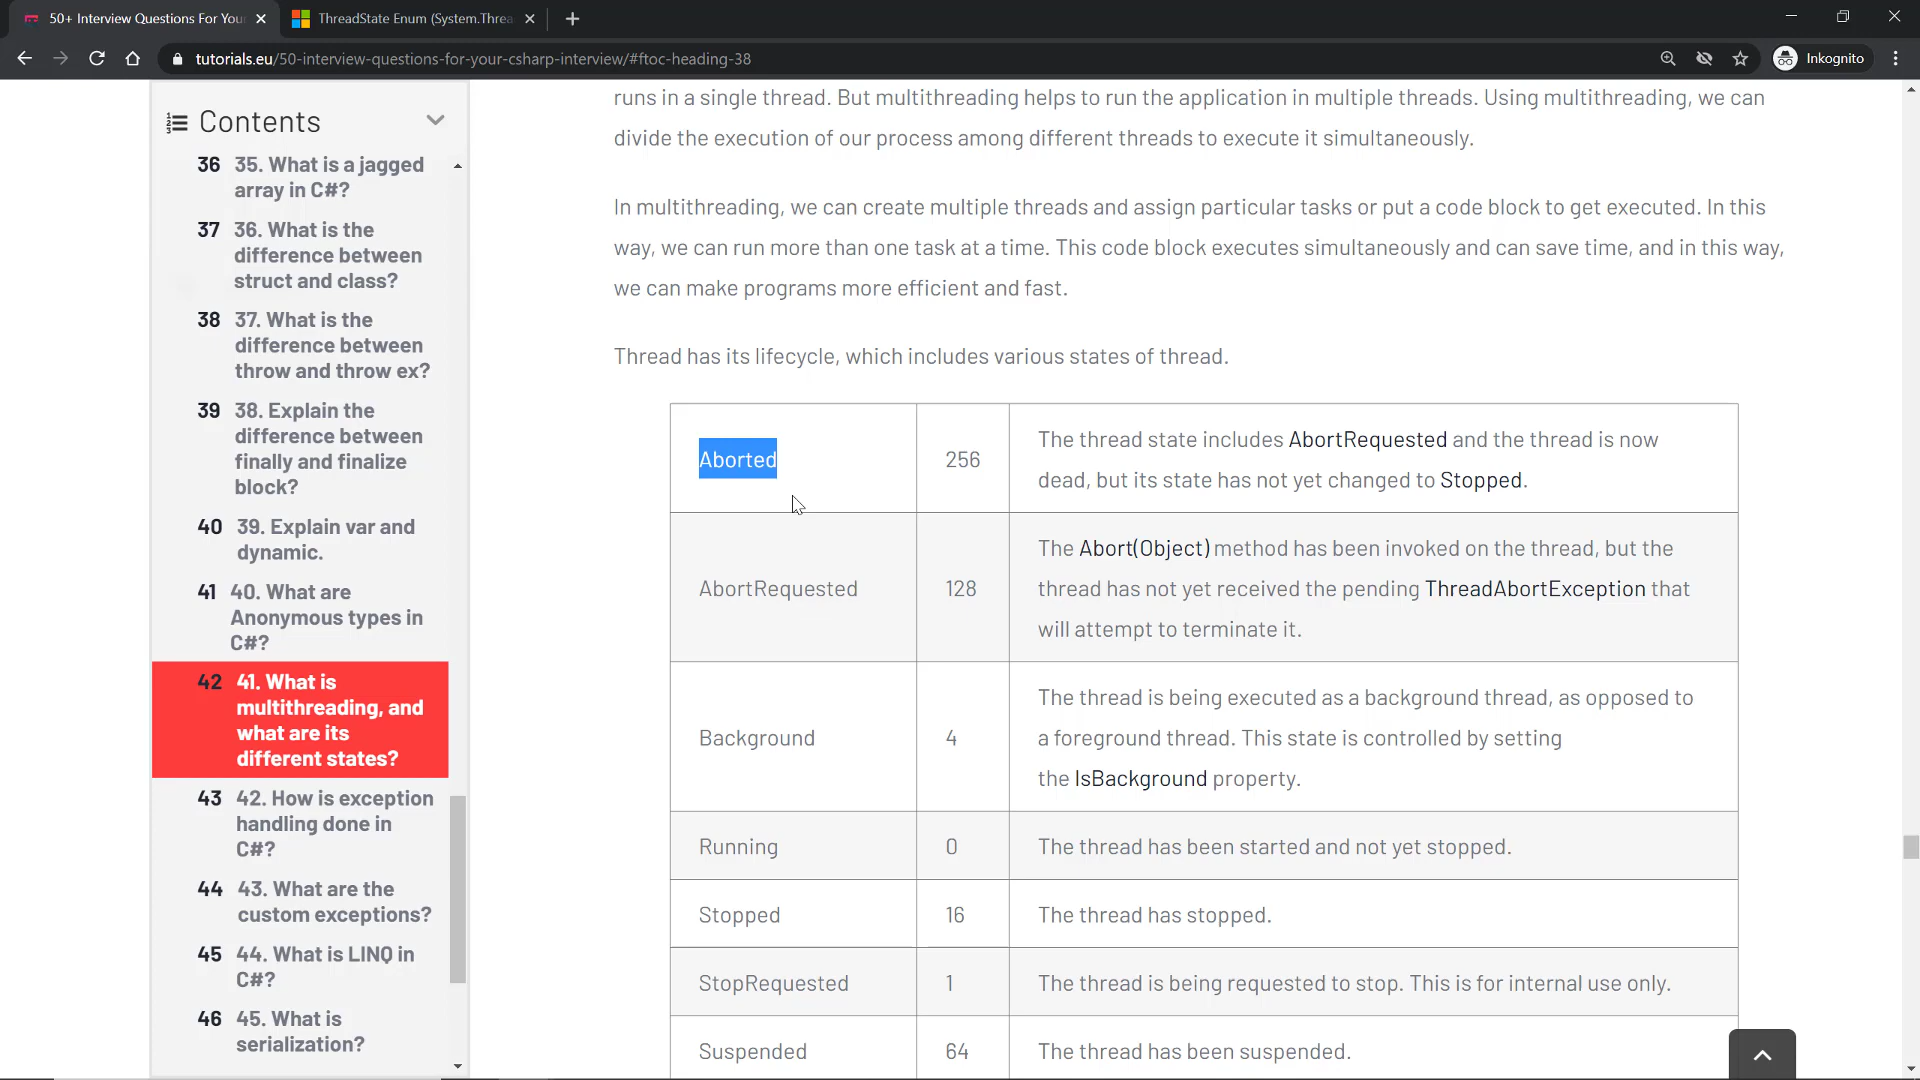 50+ Interview Questions For Your
ThreadState Enum (System.Threa
tutorials.eu/50-interview-questions-for-your-csharp-interview/#ftoc-heading-38
Inkognito
Contents
36 35. What is a jagged
array in C#?
37 36. What is the
difference between
struct and class?
38 37. What is the
difference between
throw and throw ex?
39 38. Explain the
difference between
finally and finalize
block?
40 39. Explain var and
dynamic.
41 40. What are
Anonymous types in
C#?
42 41. What is
multithreading, and
what are its
different states?
43 42. How is exception
handling done in
C#?
44 43. What are the
custom exceptions?
45 44. What is LINQ in
C#?
46 45. What is
serialization?
runs in a single thread. But multithreading helps to run the application in multiple threads. Using multithreading, we can
divide the execution of our process among different threads to execute it simultaneously.
In multithreading, we can create multiple threads and assign particular tasks or put a code block to get executed. In this
way, we can run more than one task at a time. This code block executes simultaneously and can save time, and in this way,
we can make programs more efficient and fast.
Thread has its lifecycle, which includes various states of thread.
Aborted 256 The thread state includes AbortRequested and the thread is now
dead, but its state has not yet changed to Stopped.
AbortRequested 128 The Abort(Object) method has been invoked on the thread, but the
thread has not yet received the pending ThreadAbortException that
will attempt to terminate it.
Background 4 The thread is being executed as a background thread, as opposed to
a foreground thread. This state is controlled by setting
the IsBackground property.
Running 0 The thread has been started and not yet stopped.
Stopped 16 The thread has stopped.
StopRequested 1 The thread is being requested to stop. This is for internal use only.
Suspended 64 The thread has been suspended.